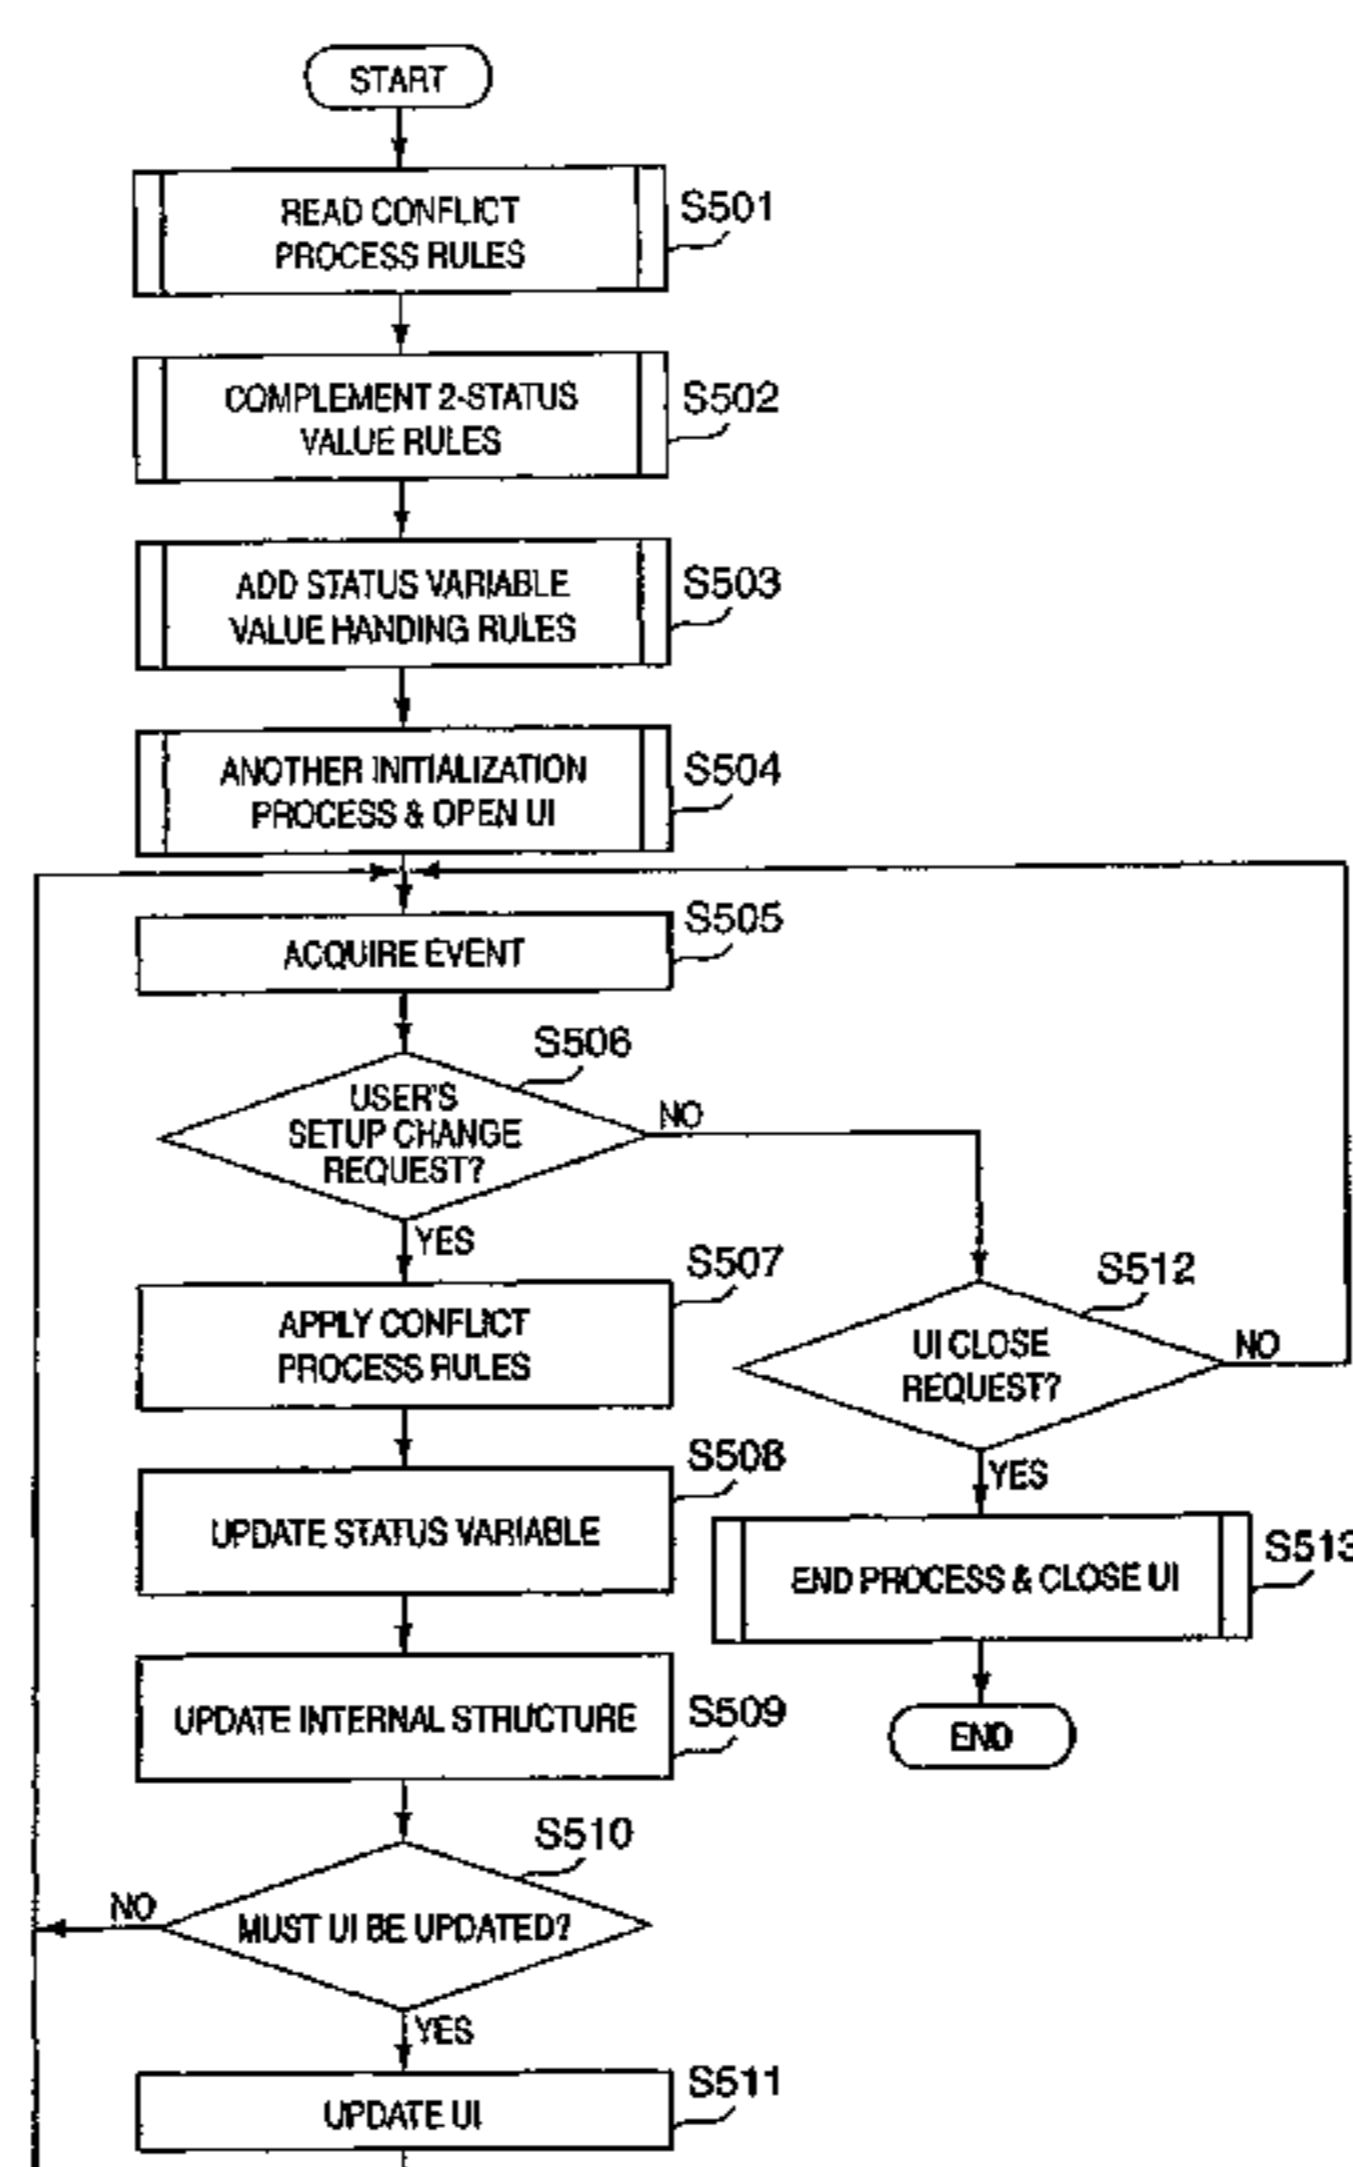 START
READ CONFLICT
PROCESS RULES
S501
COMPLEMENT 2-STATUS
VALUE RULES
S502
ADD STATUS VARIABLE
VALUE HANDING RULES
S503
ANOTHER INITIALIZATION
PROCESS & OPEN UI
S504
ACQUIRE EVENT
S505
S506
USER'S
SETUP CHANGE
REQUEST?
NO
YES
APPLY CONFLICT
PROCESS RULES
S507
S512
UI CLOSE
REQUEST?
NO
YES
UPDATE STATUS VARIABLE
S508
END PROCESS & CLOSE UI
S513
UPDATE INTERNAL STRUCTURE
S509
END
S510
MUST UI BE UPDATED?
NO
YES
UPDATE UI
S511